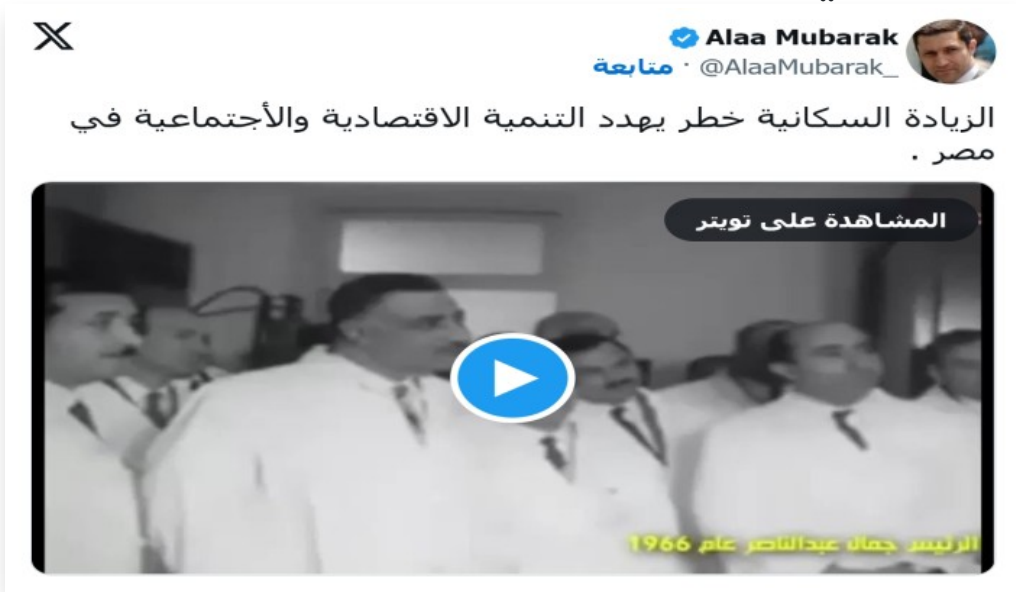 Alaa Mubarak
@AlaaMubarak_ · متابعة
الزيادة السكانية خطر يهدد التنمية الاقتصادية والأجتماعية في
مصر .
المشاهدة على تويتر
الرئيس جمال عبدالناصر عام 1966